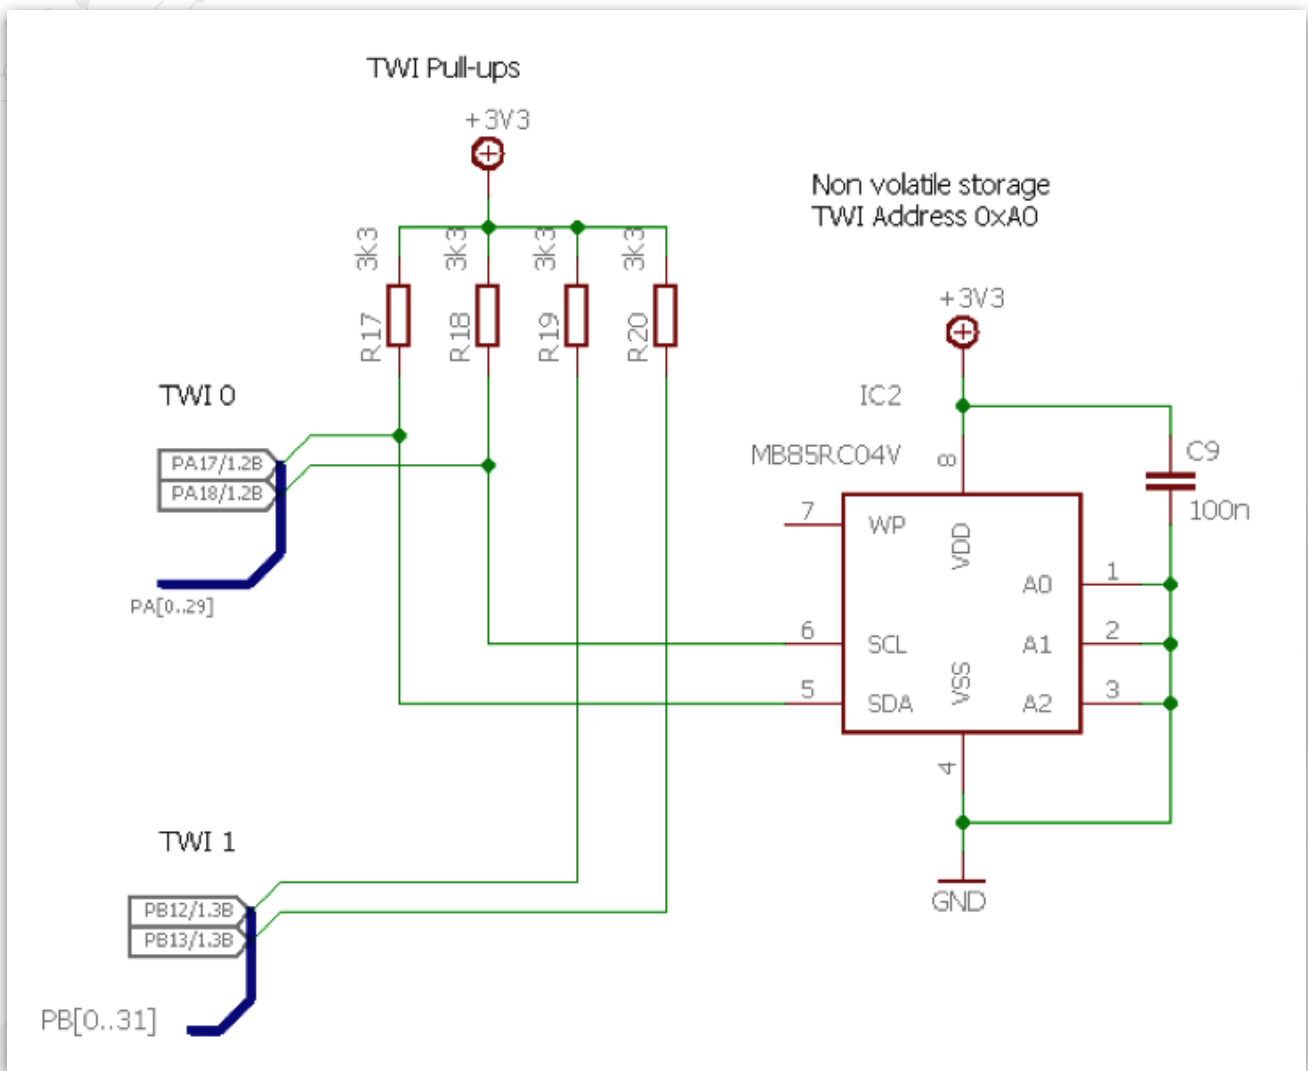 TWI Pull-ups
+3V3
Non volatile storage
TWI Address 0xA0
3K3
3K3
3K3
3K3
R17
R18
R19
R20
+3V3
TWI 0
IC2
MB85RC04V
PA17/1.2B
PA18/1.2B
PA[0..29]
C9
100n
8
7
WP
VDD
A0
1
6
SCL
A1
2
5
SDA
VSS
A2
3
4
TWI 1
GND
PB12/1.3B
PB13/1.3B
PB[0..31]